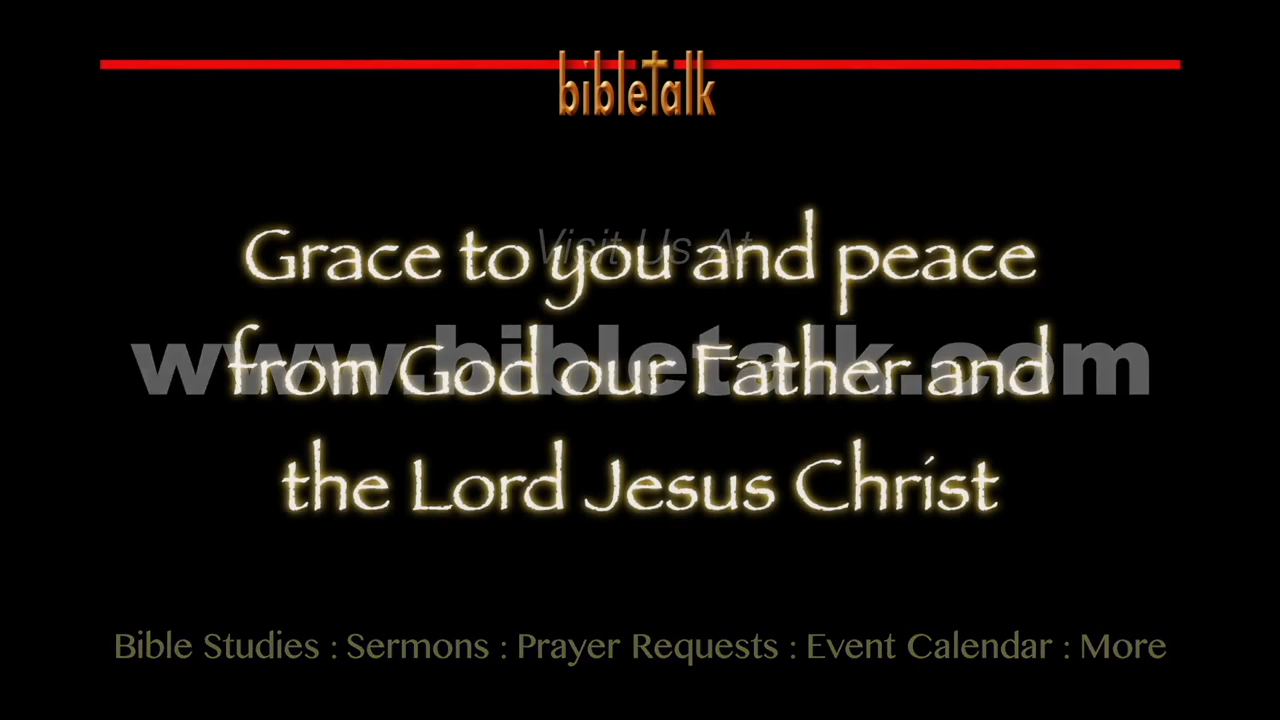 bibleTalk
Visit Us At
Grace to you and peace
www.bibletalk.com
from God our Father and
the Lord Jesus Christ
Bible Studies : Sermons : Prayer Requests : Event Calendar : More